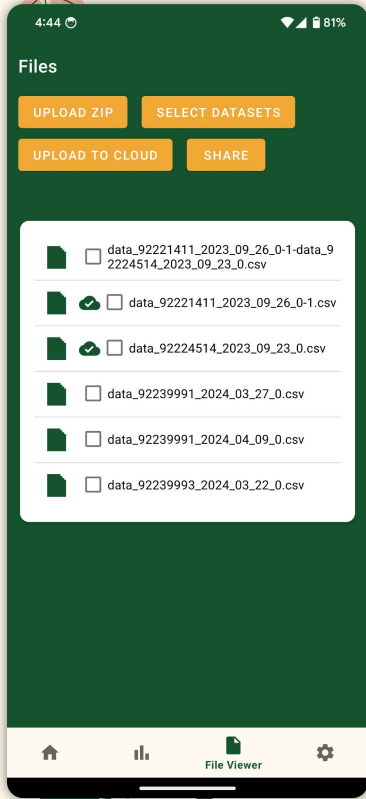 4:44 81%
Files
UPLOAD ZIP SELECT DATASETS
UPLOAD TO CLOUD SHARE
data_92221411_2023_09_26_0-1-data_9
2224514_2023_09_23_0.csv
data_92221411_2023_09_26_0-1.csv
data_92224514_2023_09_23_0.csv
data_92239991_2024_03_27_0.csv
data_92239991_2024_04_09_0.csv
data_92239993_2024_03_22_0.csv
File Viewer